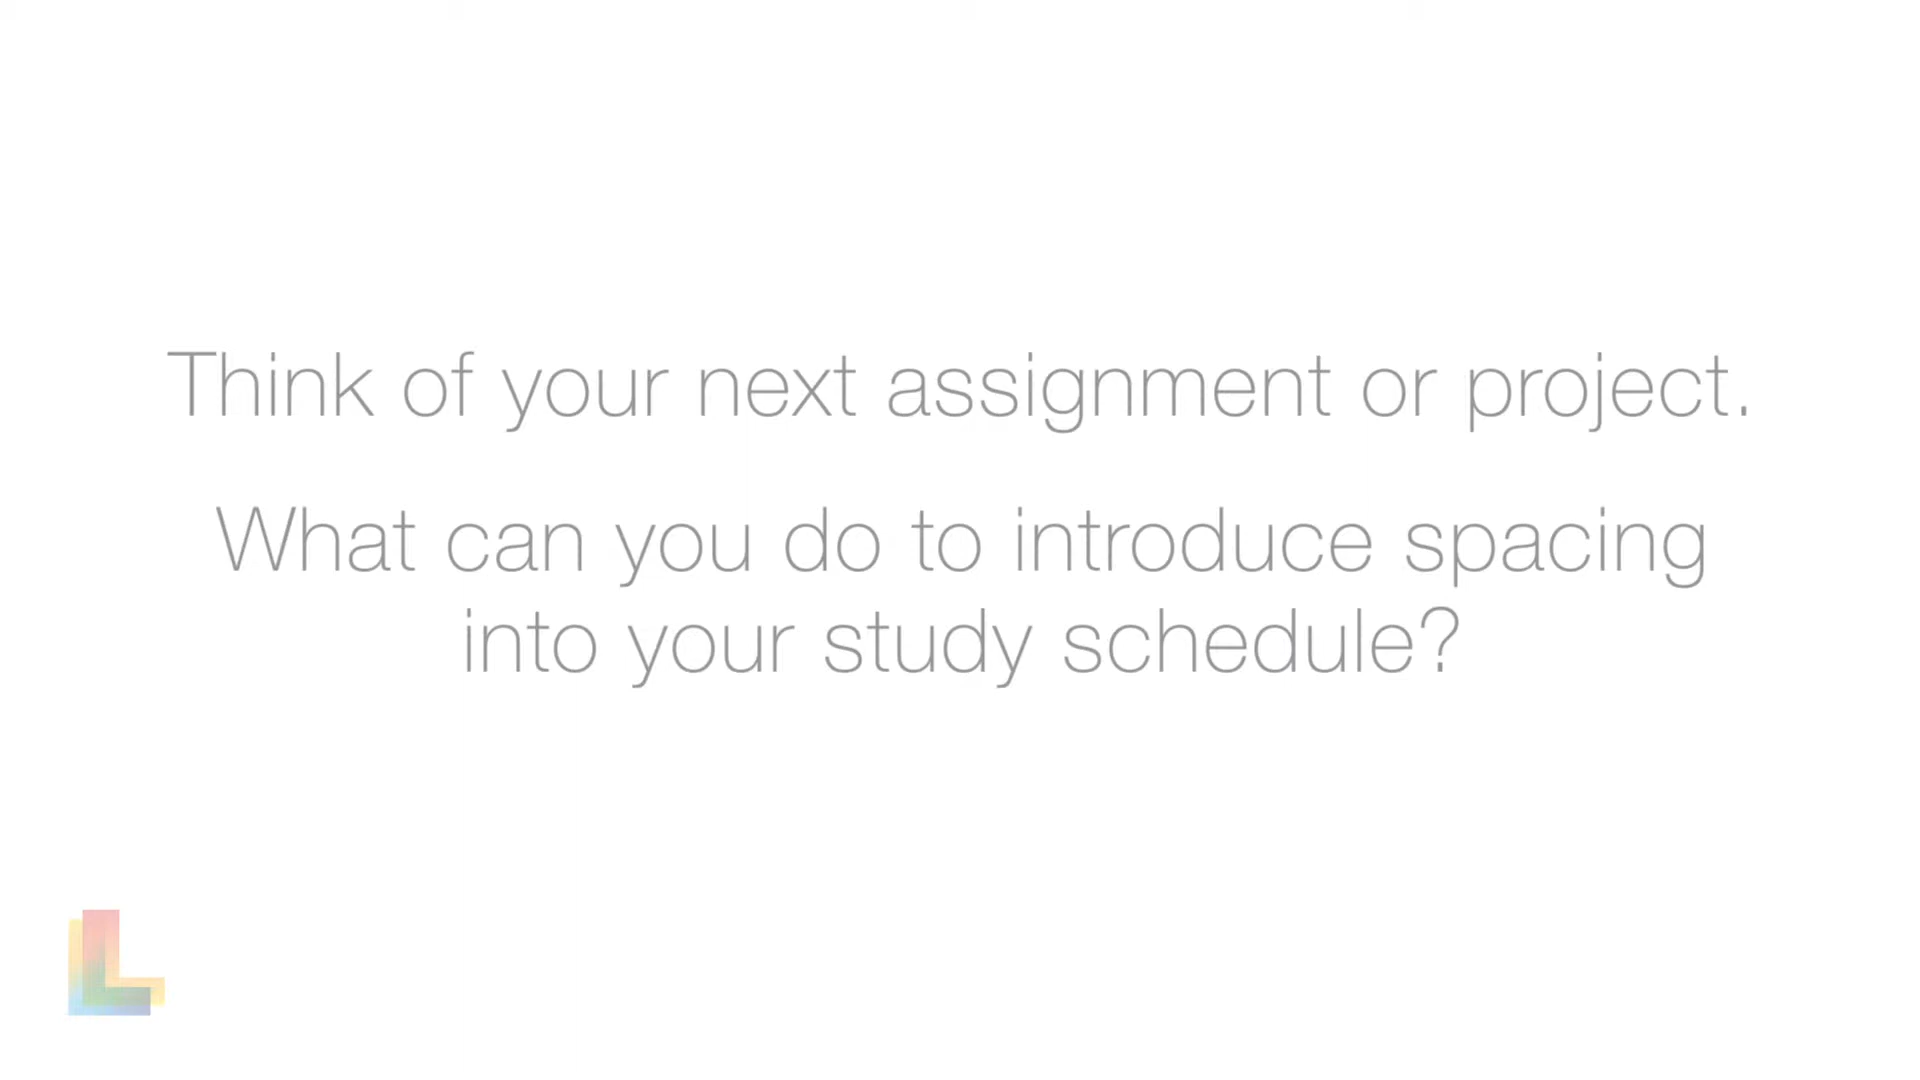 Think of your next assignment or project.
What can you do to introduce spacing
into your study schedule?